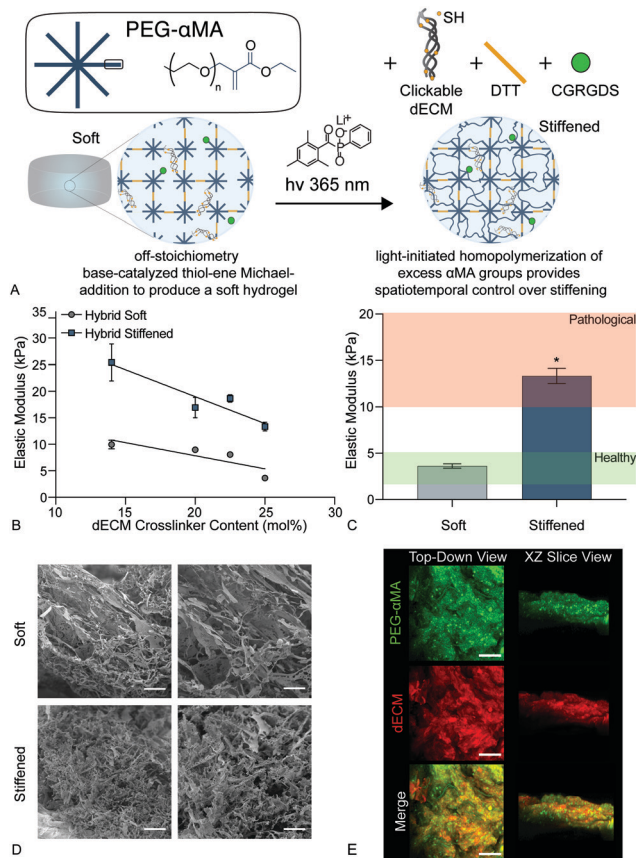 PEG-αMA
O
O
O
n
+
SH
Clickable
dECM
+
DTT
+
CGRGDS
Soft
Li+
O
O-
P
O
hv 365 nm
Stiffened
off-stoichiometry
base-catalyzed thiol-ene Michael-
addition to produce a soft hydrogel
light-initiated homopolymerization of
excess αMA groups provides
spatiotemporal control over stiffening
A
Elastic Modulus (kPa)
35
30
25
20
15
10
5
0
Hybrid Soft
Hybrid Stiffened
10
15
20
25
30
dECM Crosslinker Content (mol%)
B
Elastic Modulus (kPa)
20
15
10
5
0
Pathological
*
Healthy
Soft
Stiffened
C
Soft
Stiffened
D
Top-Down View
XZ Slice View
PEG-αMA
dECM
Merge
E